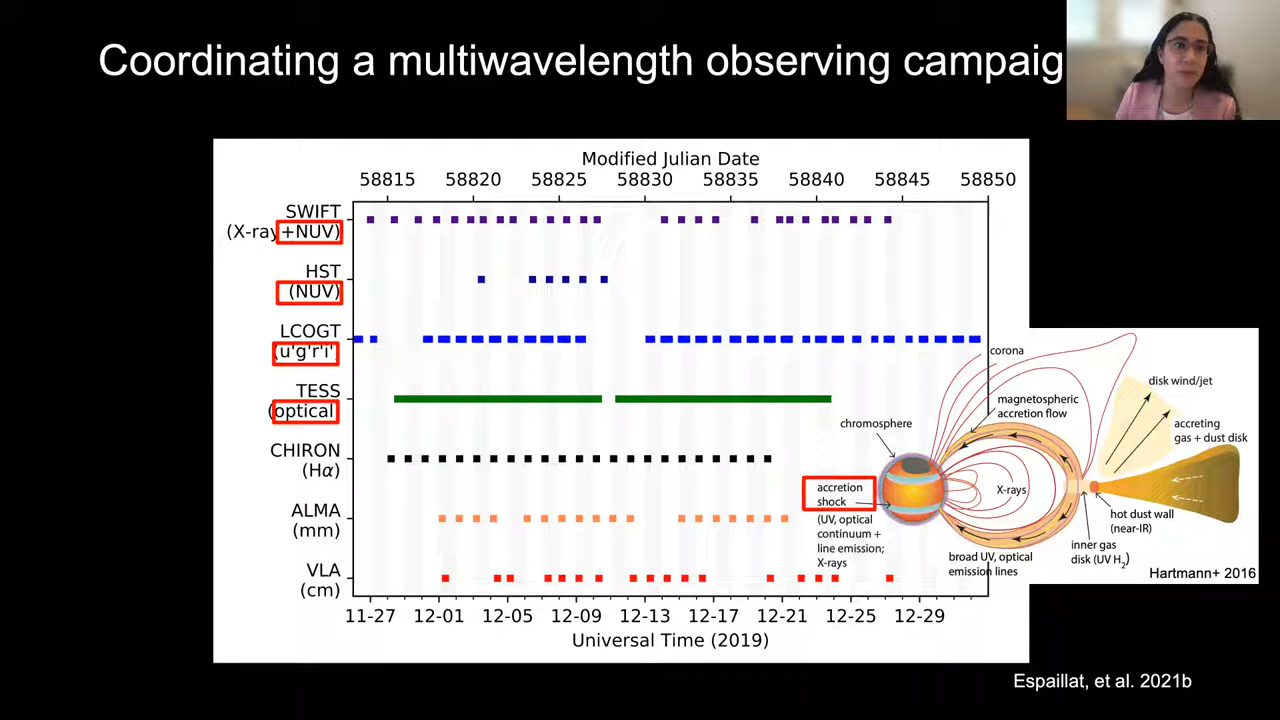 Coordinating a multiwavelength observing campaig
Modified Julian Date
58815 58820 58825 58830 58835 58840 58845 58850
SWIFT
(X-ray+NUV)
HST
(NUV)
LCOGT
(u'g'r'i'
TESS
(optical
CHIRON
(Hα)
ALMA
(mm)
VLA
(cm)
11-27 12-01 12-05 12-09 12-13 12-17 12-21 12-25 12-29
Universal Time (2019)
corona
disk wind/jet
magnetospheric
accretion flow
chromosphere
accreting
gas + dust disk
accretion
shock
X-rays
(UV, optical
continuum +
line emission;
X-rays
hot dust wall
(near-IR)
inner gas
disk (UV H2)
broad UV, optical
emission lines
Hartmann+ 2016
Espaillat, et al. 2021b